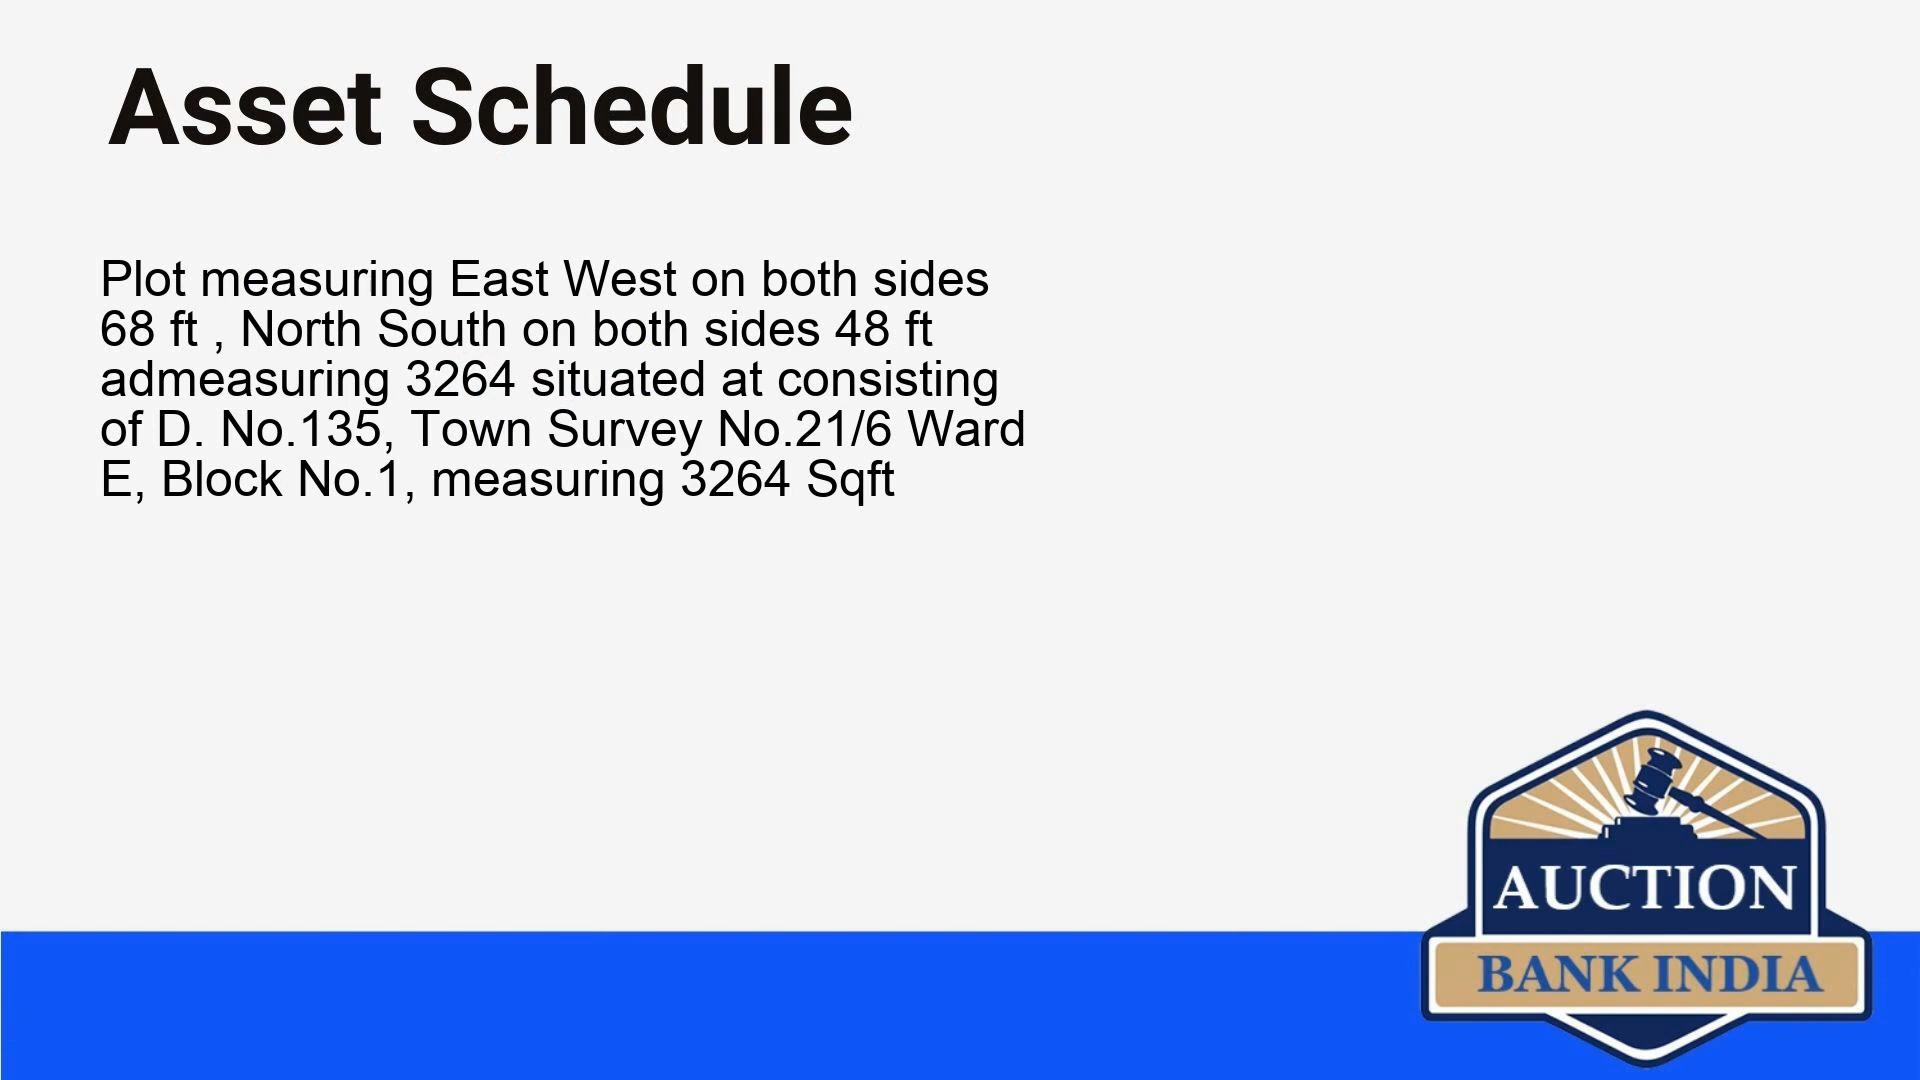 Asset Schedule
Plot measuring East West on both sides
68 ft , North South on both sides 48 ft
admeasuring 3264 situated at consisting
of D. No.135, Town Survey No.21/6 Ward
E, Block No.1, measuring 3264 Sqft
AUCTION
BANK INDIA